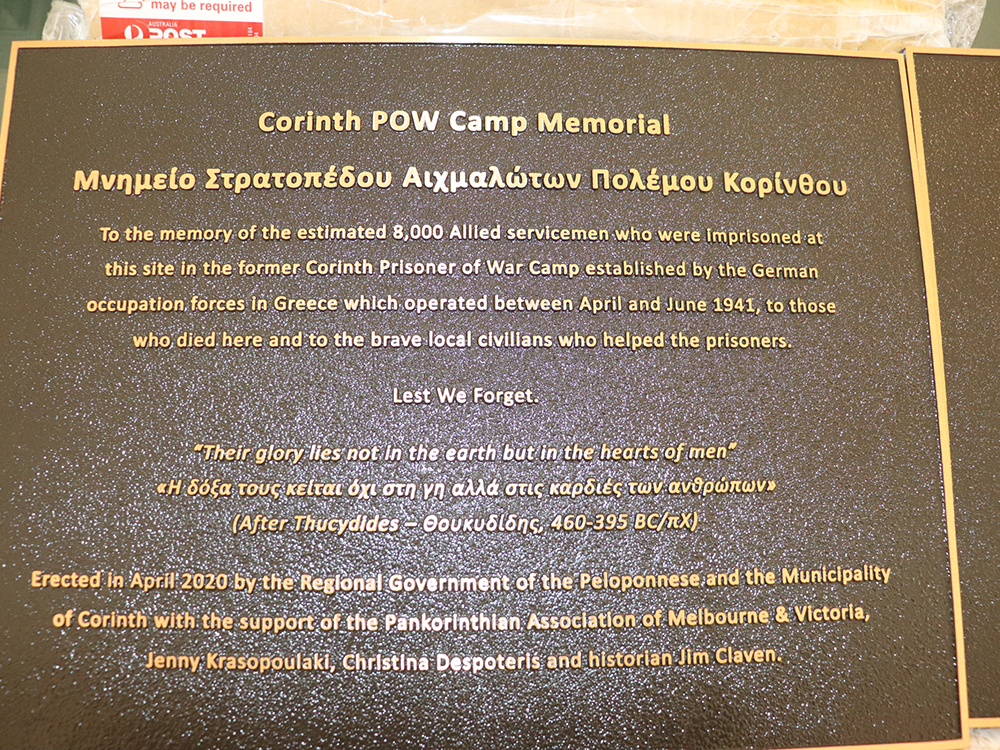 may be required
AUSTRALIA
POST
Corinth POW Camp Memorial
Μνημείο Στρατοπέδου Αιχμαλώτων Πολέμου Κορίνθου
To the memory of the estimated 8,000 Allied servicemen who were imprisoned at
this site in the former Corinth Prisoner of War Camp established by the German
occupation forces in Greece which operated between April and June 1941, to those
who died here and to the brave local civilians who helped the prisoners.
Lest We Forget.
“Their glory lies not in the earth but in the hearts of men”
«Η δόξα τους κείται όχι στη γη αλλά στις καρδιές των ανθρώπων»
(After Thucydides – Θουκυδίδης, 460-395 BC/πΧ)
Erected in April 2020 by the Regional Government of the Peloponnese and the Municipality
of Corinth with the support of the Pankorinthian Association of Melbourne & Victoria,
Jenny Krasopoulaki, Christina Despoteris and historian Jim Claven.